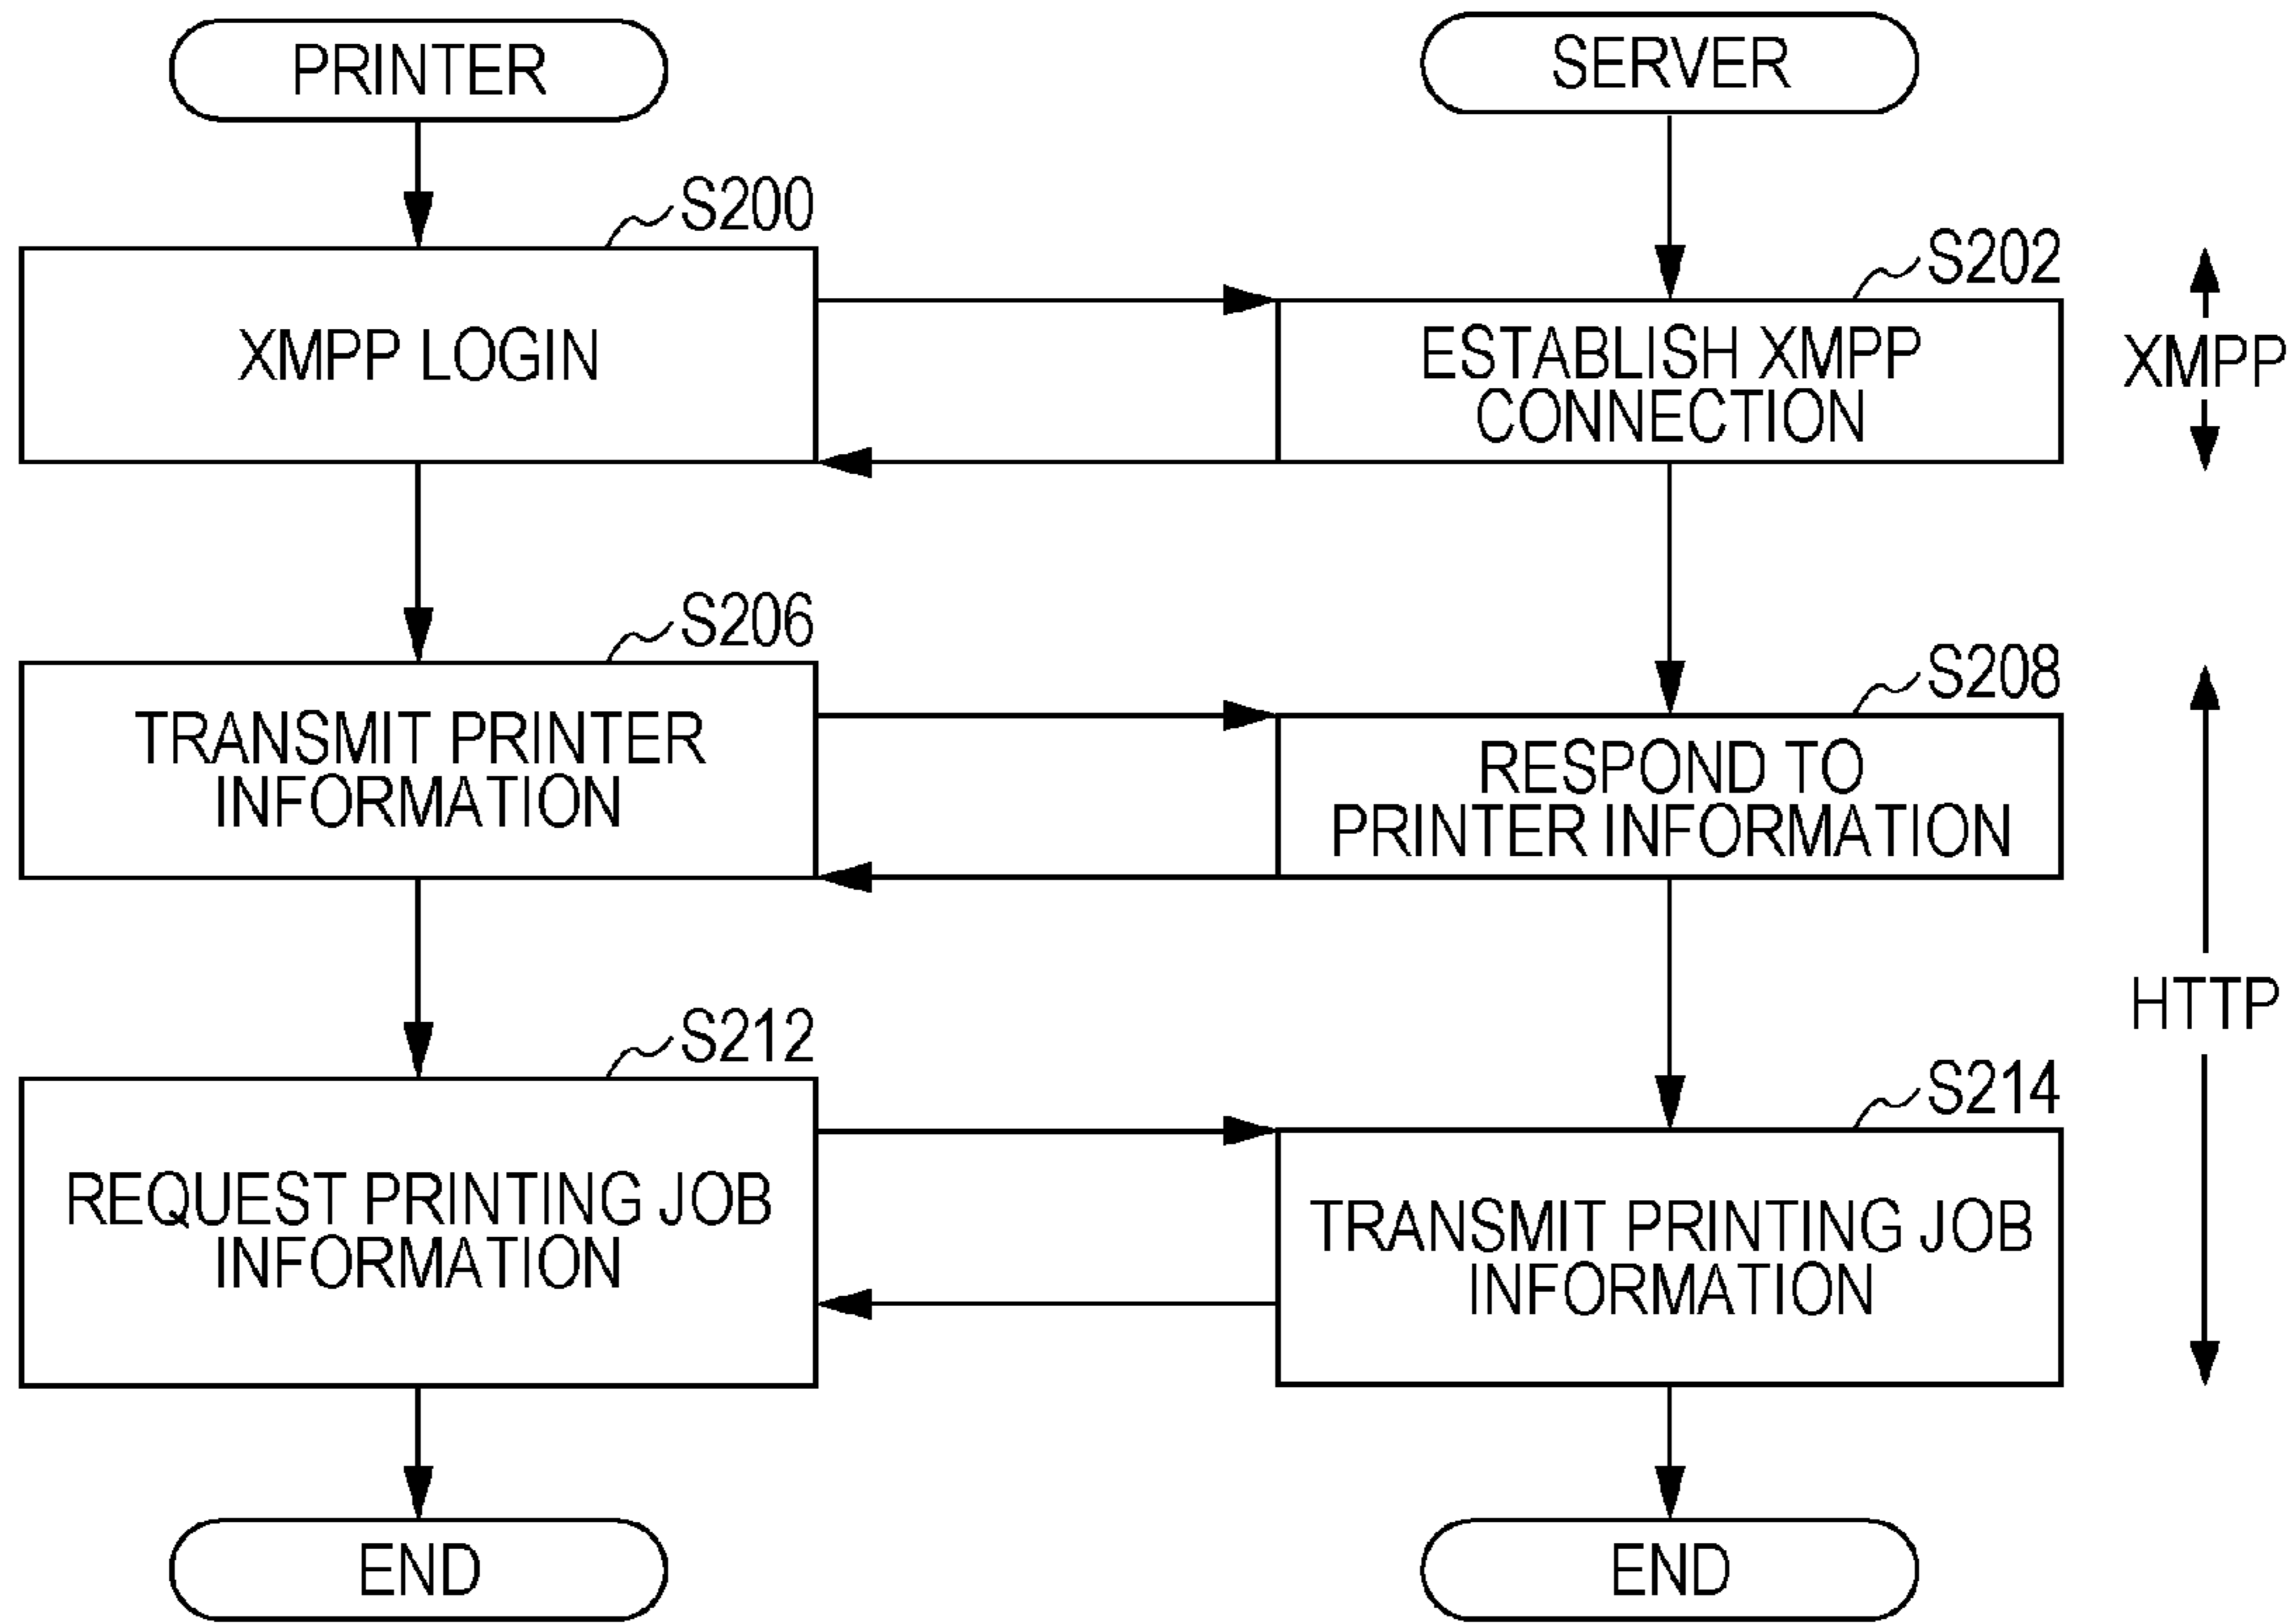 PRINTER
SERVER
S200
S202
XMPP LOGIN
ESTABLISH XMPP
CONNECTION
XMPP
S206
S208
TRANSMIT PRINTER
INFORMATION
RESPOND TO
PRINTER INFORMATION
HTTP
S212
S214
REQUEST PRINTING JOB
INFORMATION
TRANSMIT PRINTING JOB
INFORMATION
END
END